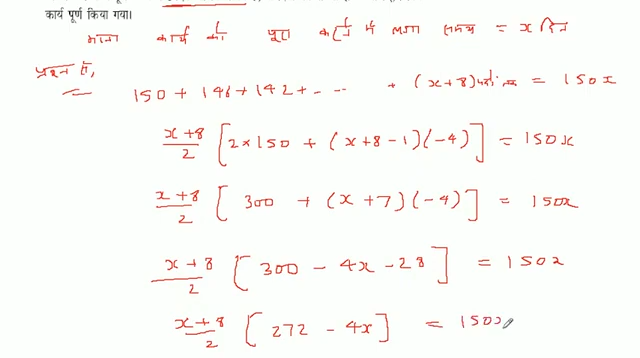 कार्य पूर्ण किया गया।
माना कार्य को पूरा करने में लगा समय = x दिन
प्रश्न से,
150 + 146 + 142 + - - - - + (x+8) पदों तक = 150x
x+8/2 [2×150 + (x+8-1)(-4)] = 150x
x+8/2 [300 + (x+7)(-4)] = 150x
x+8/2 [300 - 4x - 28] = 150x
x+8/2 [272 - 4x] = 150x